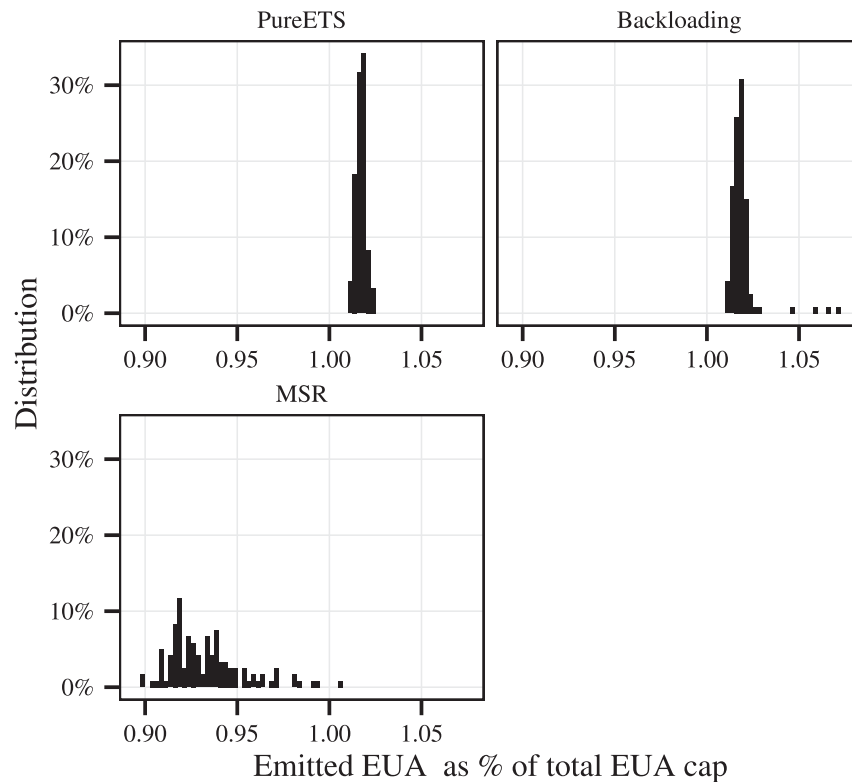 PureETS
Backloading
30%
20%
10%
0%
0.90 0.95 1.00 1.05
0.90 0.95 1.00 1.05
Distribution
MSR
30%
20%
10%
0%
0.90 0.95 1.00 1.05
Emitted EUA as % of total EUA cap